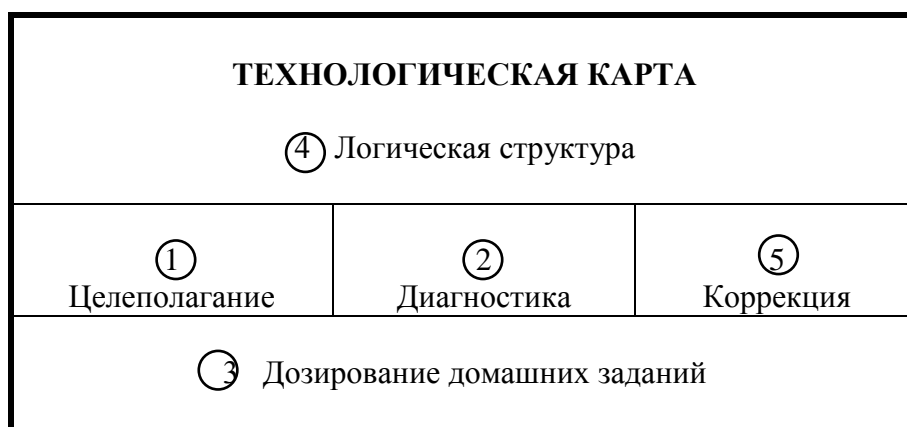 ТЕХНОЛОГИЧЕСКАЯ КАРТА
4 Логическая структура
1 2 5
Целеполагание Диагностика Коррекция
3 Дозирование домашних заданий